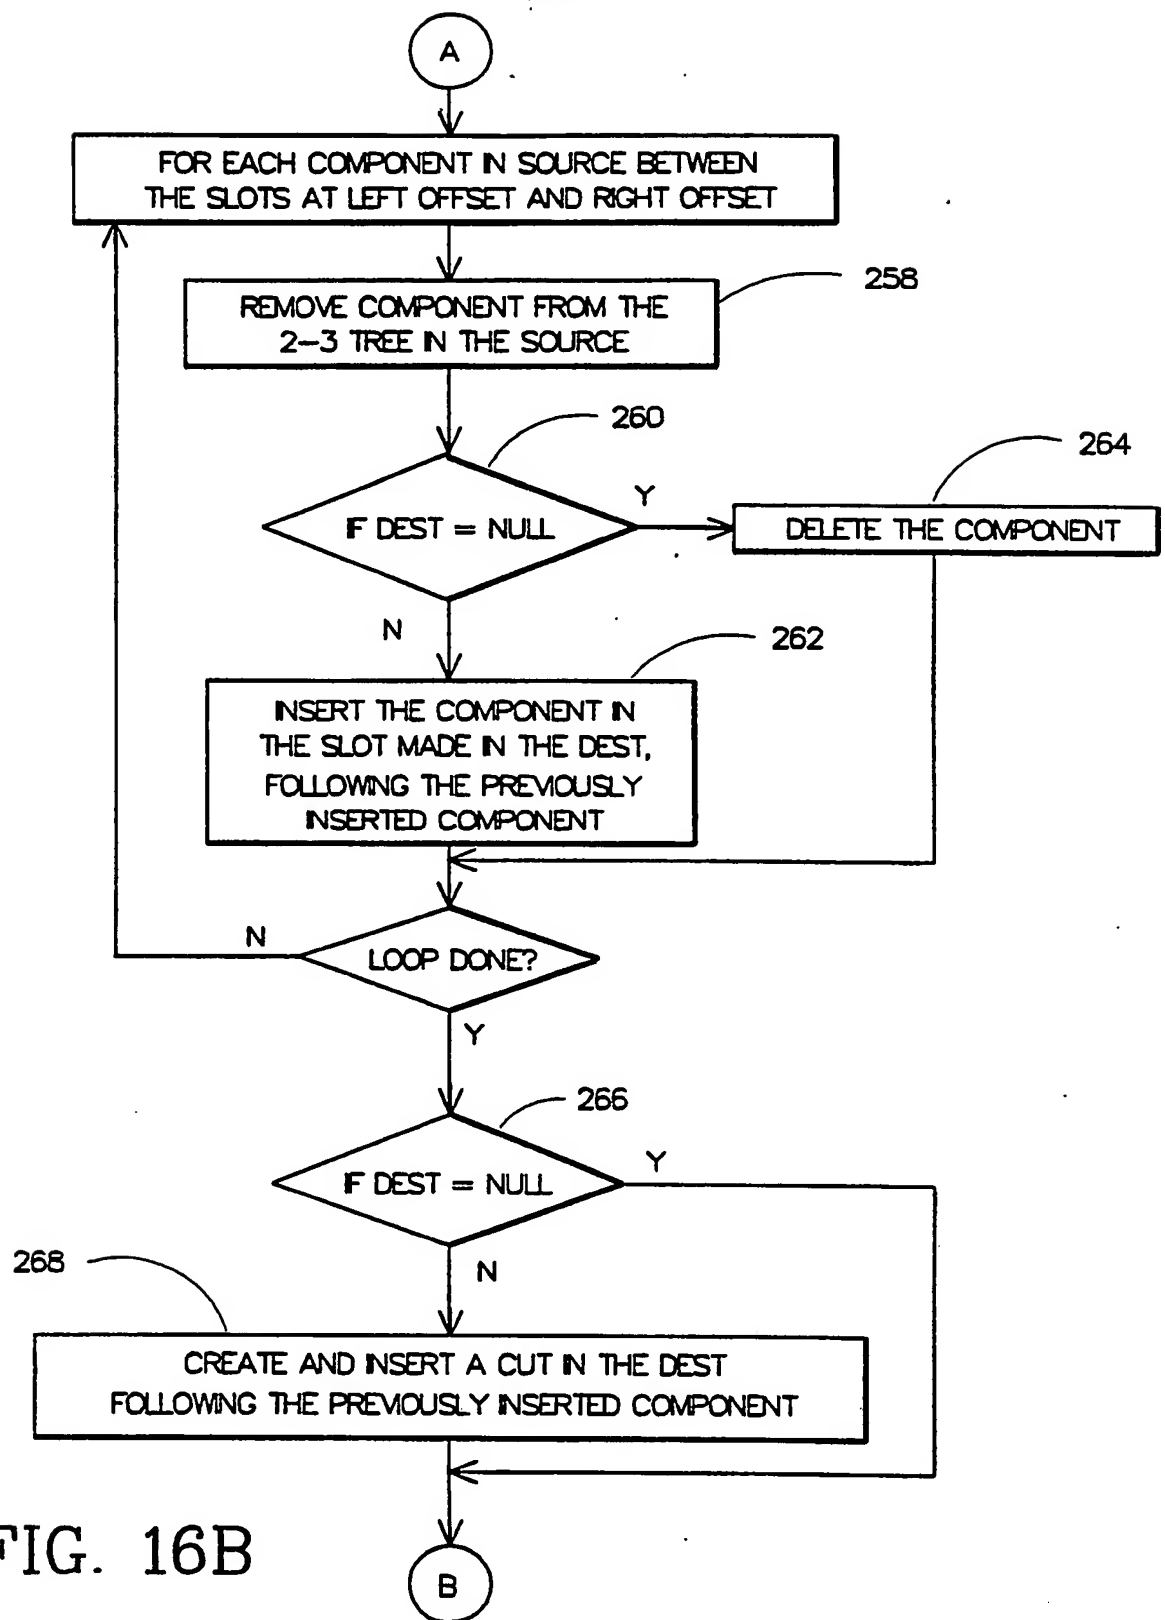 A
FOR EACH COMPONENT IN SOURCE BETWEEN
THE SLOTS AT LEFT OFFSET AND RIGHT OFFSET
258
REMOVE COMPONENT FROM THE
2-3 TREE IN THE SOURCE
260
264
Y
IF DEST = NULL
DELETE THE COMPONENT
N
262
INSERT THE COMPONENT IN
THE SLOT MADE IN THE DEST,
FOLLOWING THE PREVIOUSLY
INSERTED COMPONENT
N
LOOP DONE?
Y
266
Y
IF DEST = NULL
268
N
CREATE AND INSERT A CUT IN THE DEST
FOLLOWING THE PREVIOUSLY INSERTED COMPONENT
FIG. 16B
B